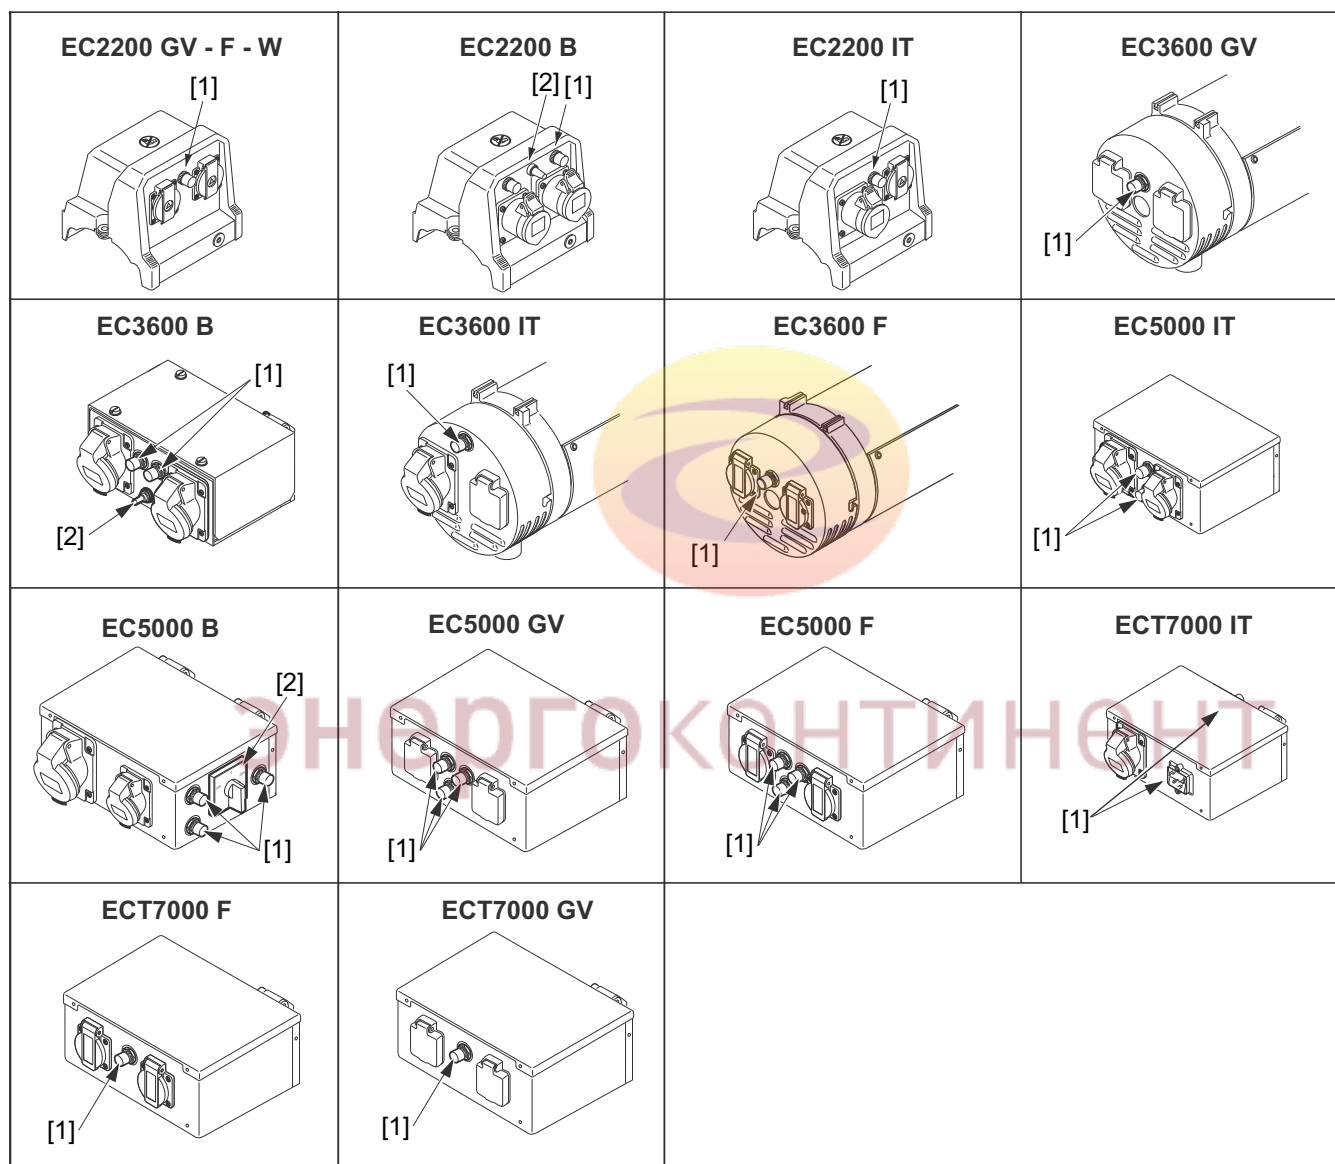 EC2200 GV - F - W
[1]
EC2200 B
[2] [1]
EC2200 IT
[1]
EC3600 GV
[1]
EC3600 B
[1]
[2]
EC3600 IT
[1]
EC3600 F
[1]
EC5000 IT
[1]
EC5000 B
[2]
[1]
EC5000 GV
[1]
EC5000 F
[1]
ECT7000 IT
[1]
энергоконтинент
ECT7000 F
[1]
ECT7000 GV
[1]